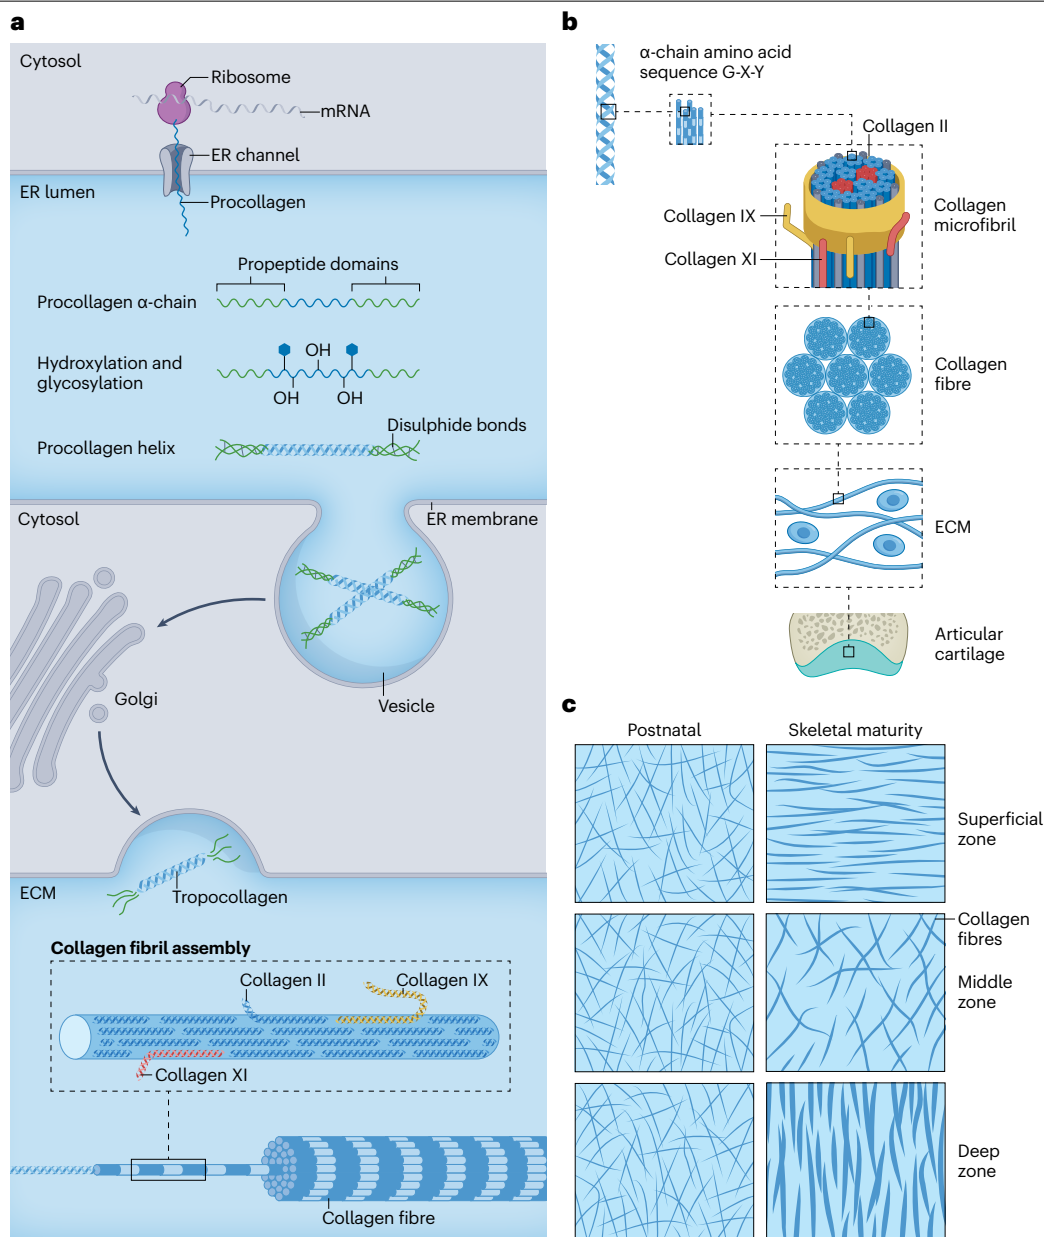 a
Cytosol
Ribosome
mRNA
ER channel
ER lumen
Procollagen
Propeptide domains
Procollagen α-chain
Hydroxylation and
glycosylation
OH
OH
OH
Disulphide bonds
Procollagen helix
Cytosol
ER membrane
Golgi
Vesicle
ECM
Tropocollagen
Collagen fibril assembly
Collagen II
Collagen IX
Collagen XI
Collagen fibre
b
α-chain amino acid
sequence G-X-Y
Collagen II
Collagen IX
Collagen XI
Collagen
microfibril
Collagen
fibre
ECM
Articular
cartilage
c
Postnatal
Skeletal maturity
Superficial
zone
Collagen
fibres
Middle
zone
Deep
zone